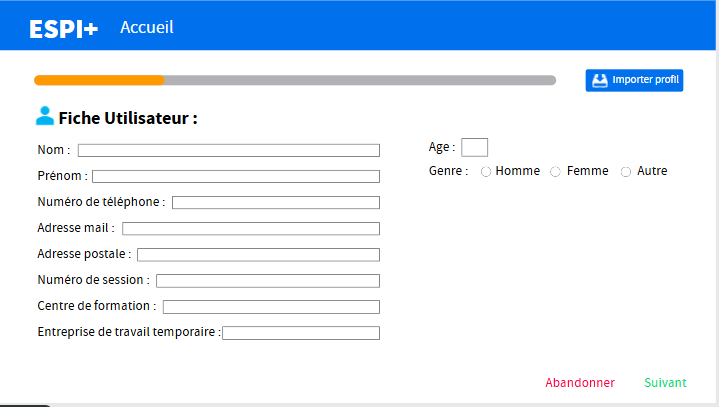 ESPI+ Accueil
Importer profil
Fiche Utilisateur :
Nom :
Prénom :
Numéro de téléphone :
Adresse mail :
Adresse postale :
Numéro de session :
Centre de formation :
Entreprise de travail temporaire :
Age :
Genre : Homme Femme Autre
Abandonner Suivant